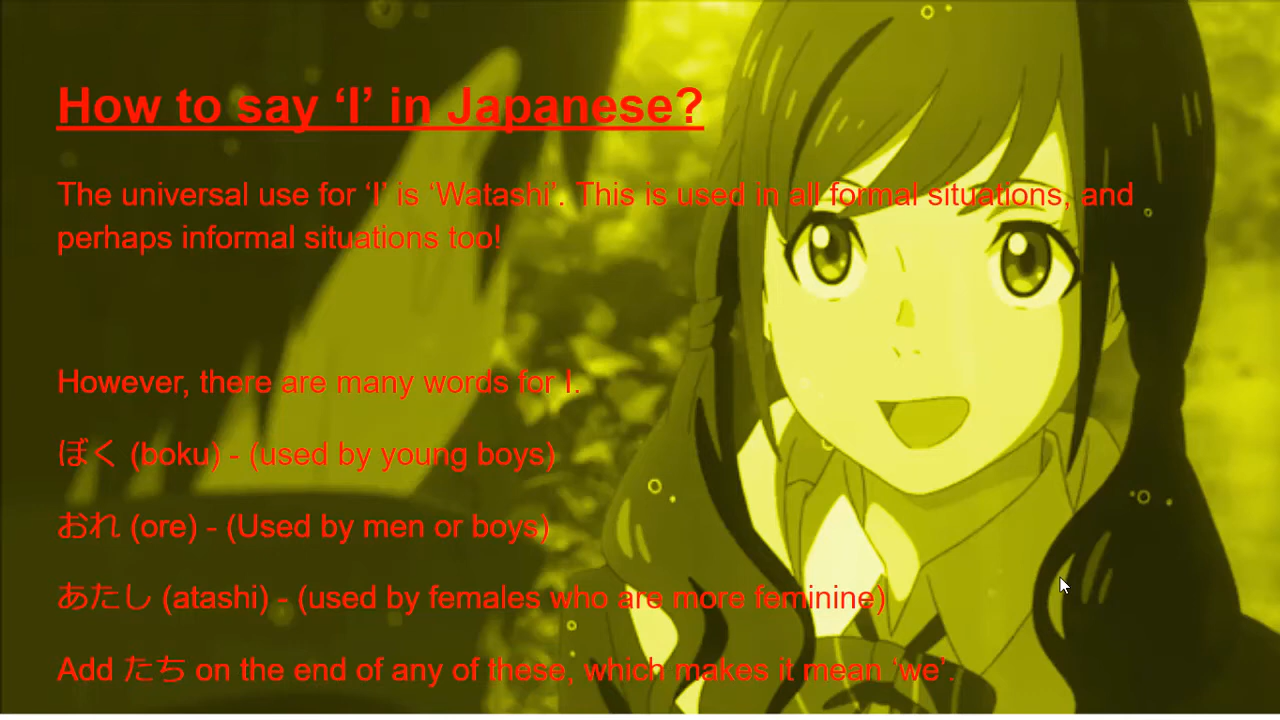 How to say ‘I’ in Japanese?
The universal use for ‘I’ is ‘Watashi’. This is used in all formal situations, and
perhaps informal situations too!
However, there are many words for I.
ぼく (boku) - (used by young boys)
おれ (ore) - (Used by men or boys)
あたし (atashi) - (used by females who are more feminine)
Add たち on the end of any of these, which makes it mean ‘we’.